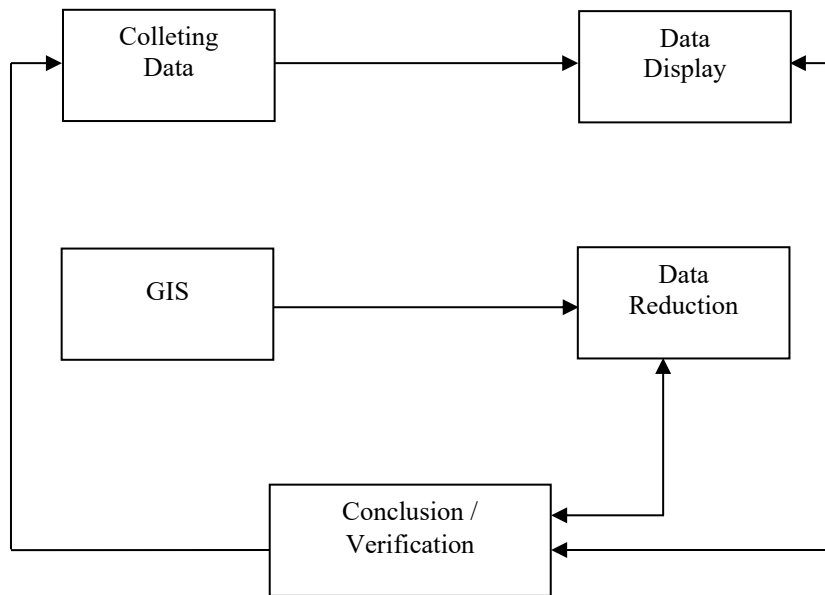 Colleting
Data
Data
Display
GIS
Data
Reduction
Conclusion /
Verification